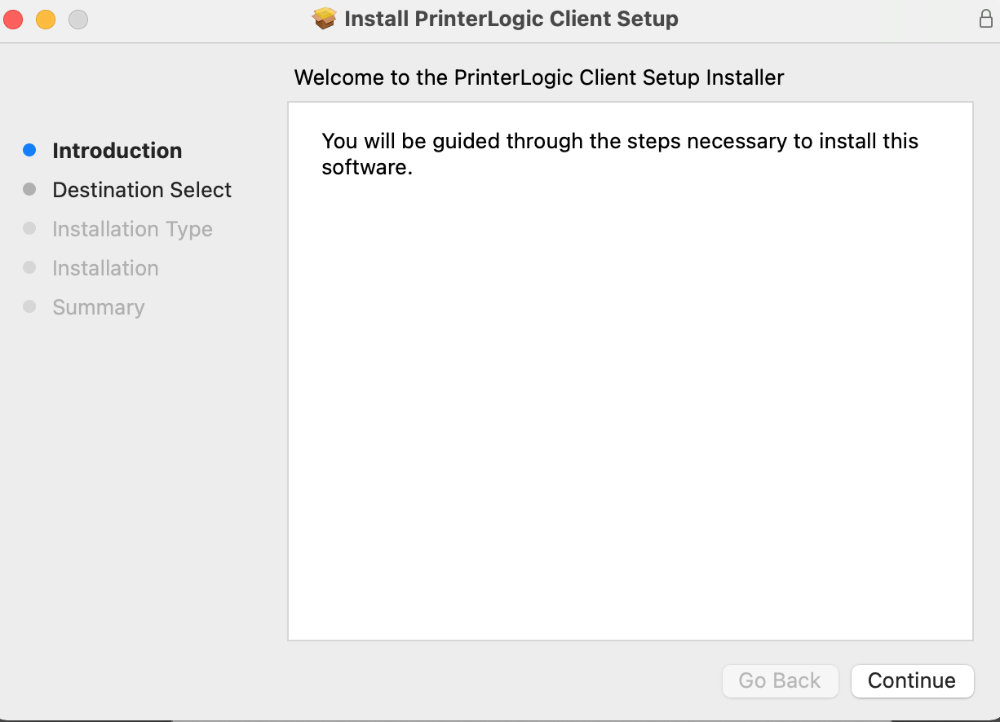 Install PrinterLogic Client Setup
Welcome to the PrinterLogic Client Setup Installer
Introduction
Destination Select
Installation Type
Installation
Summary
You will be guided through the steps necessary to install this
software.
Go Back
Continue